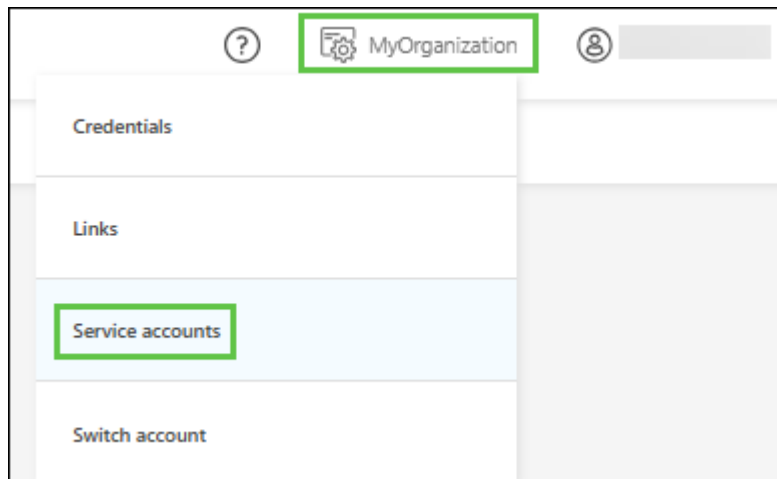 MyOrganization
Credentials
Links
Service accounts
Switch account